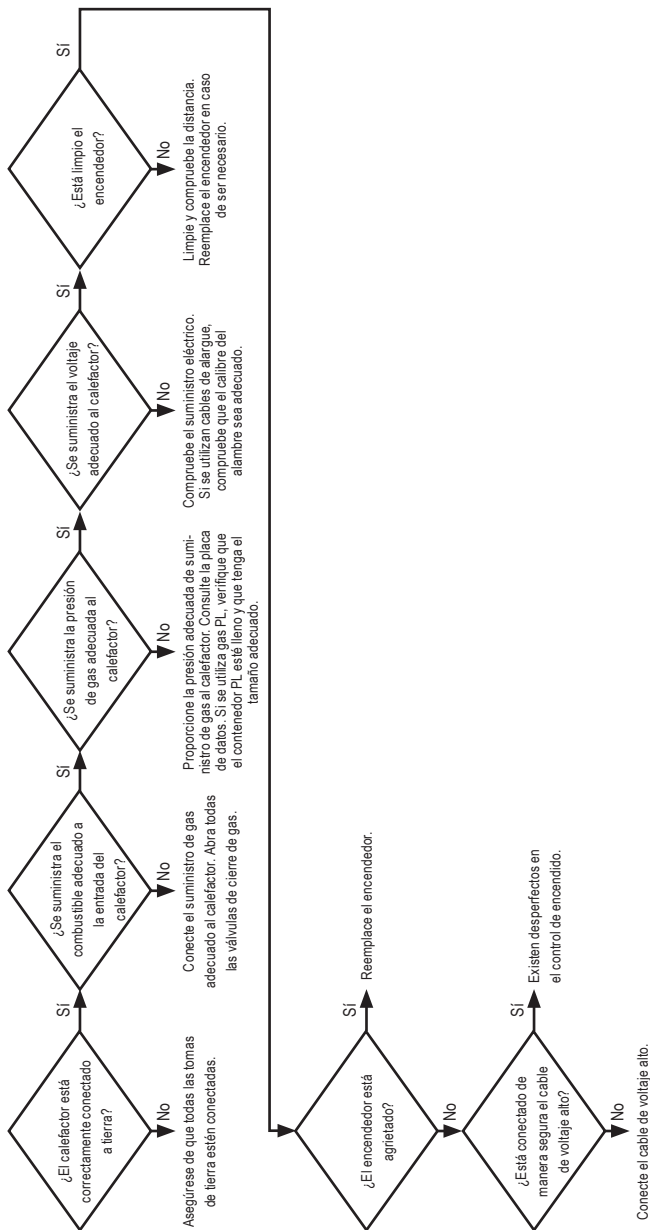 ¿El calefactor está
correctamente conectado
a tierra?
Sí
No
Asegúrese de que todas las tomas
de tierra estén conectadas.
¿Se suministra el
combustible adecuado a
la entrada del
calefactor?
Sí
No
Conecte el suministro de gas
adecuado al calefactor. Abra todas
las válvulas de cierre de gas.
¿Se suministra la presión
de gas adecuada al
calefactor?
Sí
No
Proporcione la presión adecuada de sumi-
nistro de gas al calefactor. Consulte la placa
de datos. Si se utiliza gas PL, verifique que
el contenedor PL esté lleno y que tenga el
tamaño adecuado.
¿Se suministra el voltaje
adecuado al calefactor?
Sí
No
Compruebe el suministro eléctrico.
Si se utilizan cables de alargue,
compruebe que el calibre del
alambre sea adecuado.
¿Está limpio el
encendedor?
Sí
No
Limpie y compruebe la distancia.
Reemplace el encendedor en caso
de ser necesario.
¿El encendedor está
agrietado?
Sí
Reemplace el encendedor.
No
¿Está conectado de
manera segura el cable
de voltaje alto?
Sí
Existen desperfectos en
el control de encendido.
No
Conecte el cable de voltaje alto.